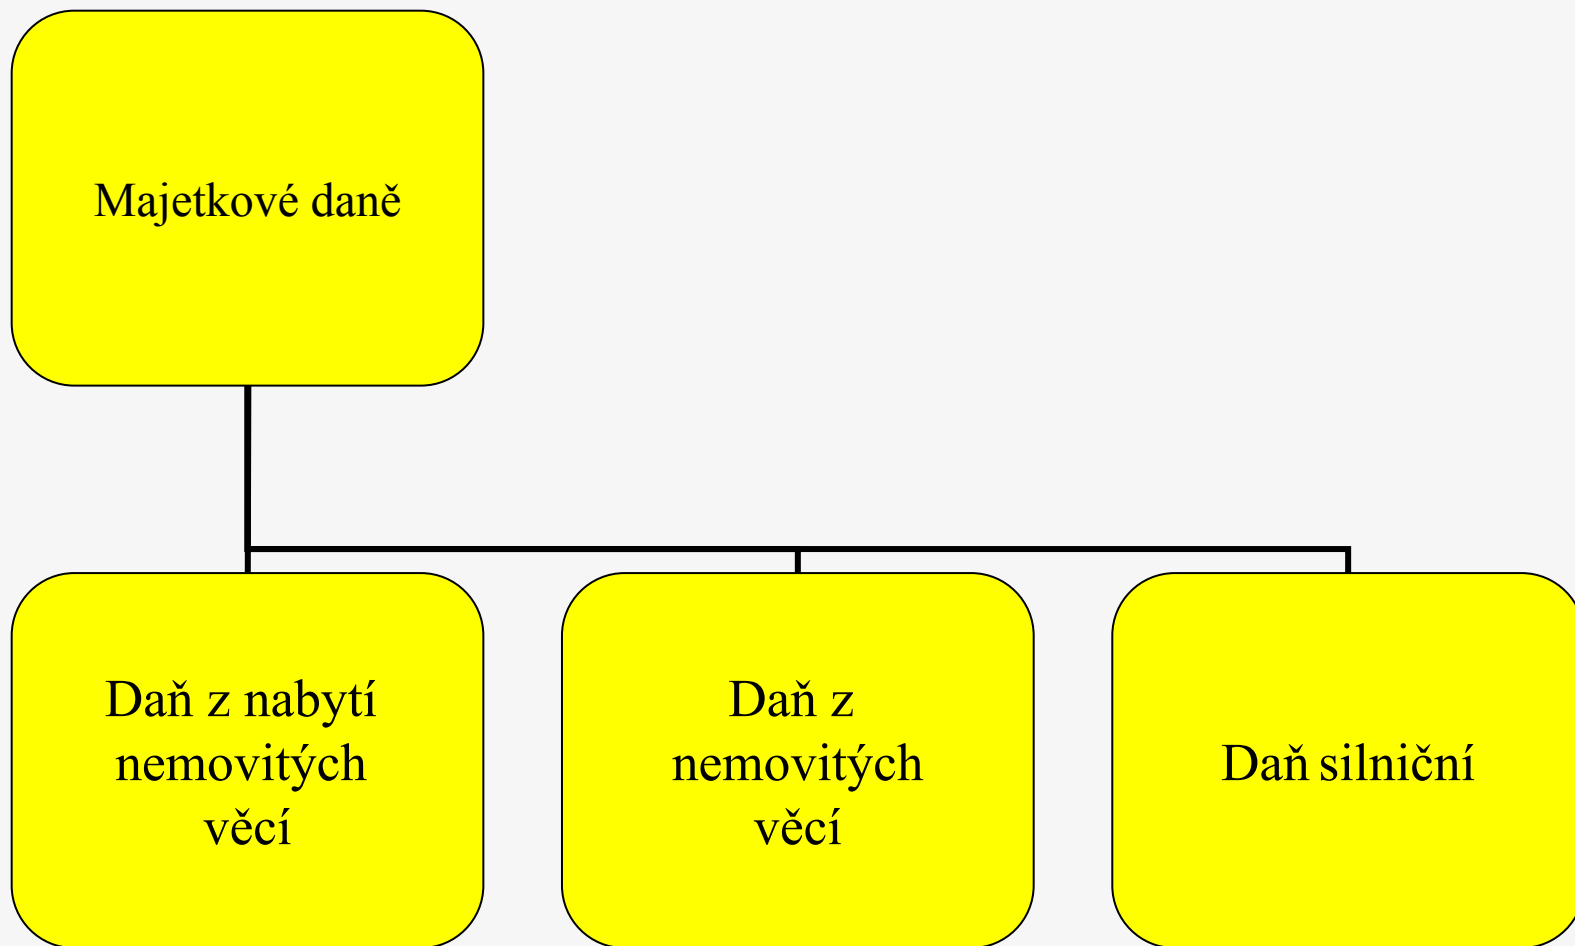 Majetkové daně
Daň z nabytí
nemovitých
věcí
Daň z
nemovitých
věcí
Daň silniční